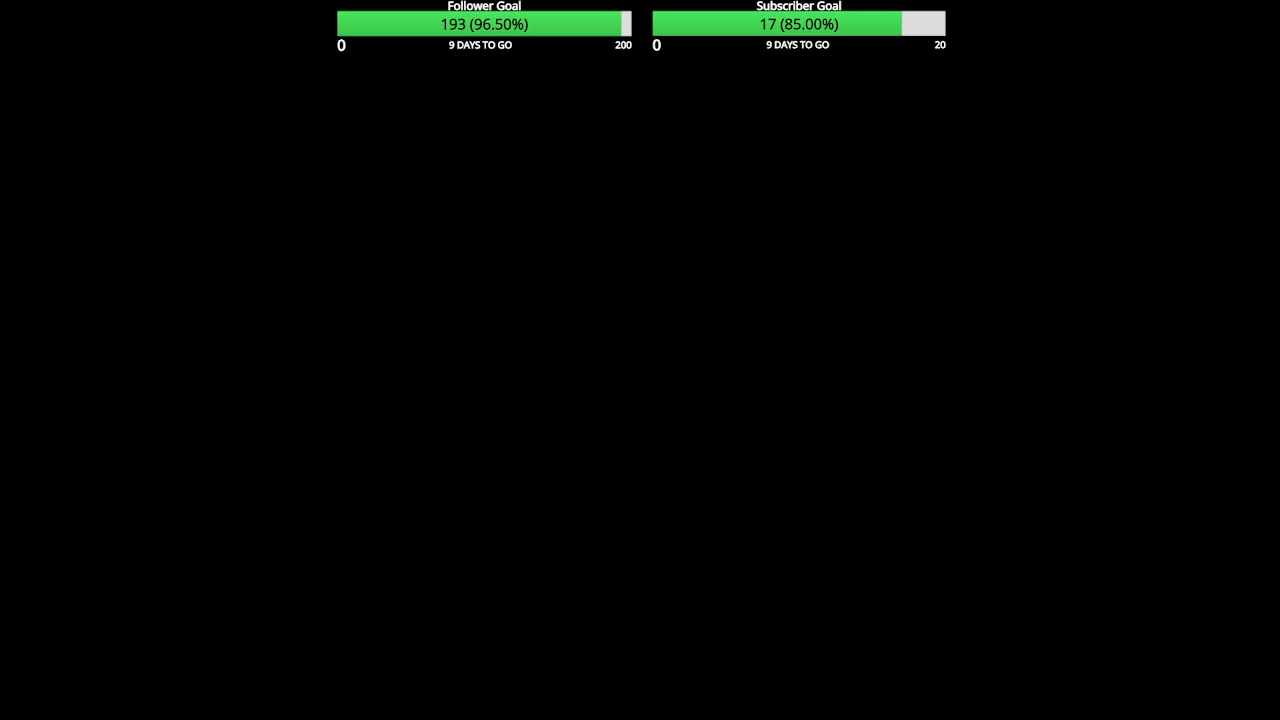 Follower Goal
193 (96.50%)
0 9 DAYS TO GO 200
Subscriber Goal
17 (85.00%)
0 9 DAYS TO GO 20